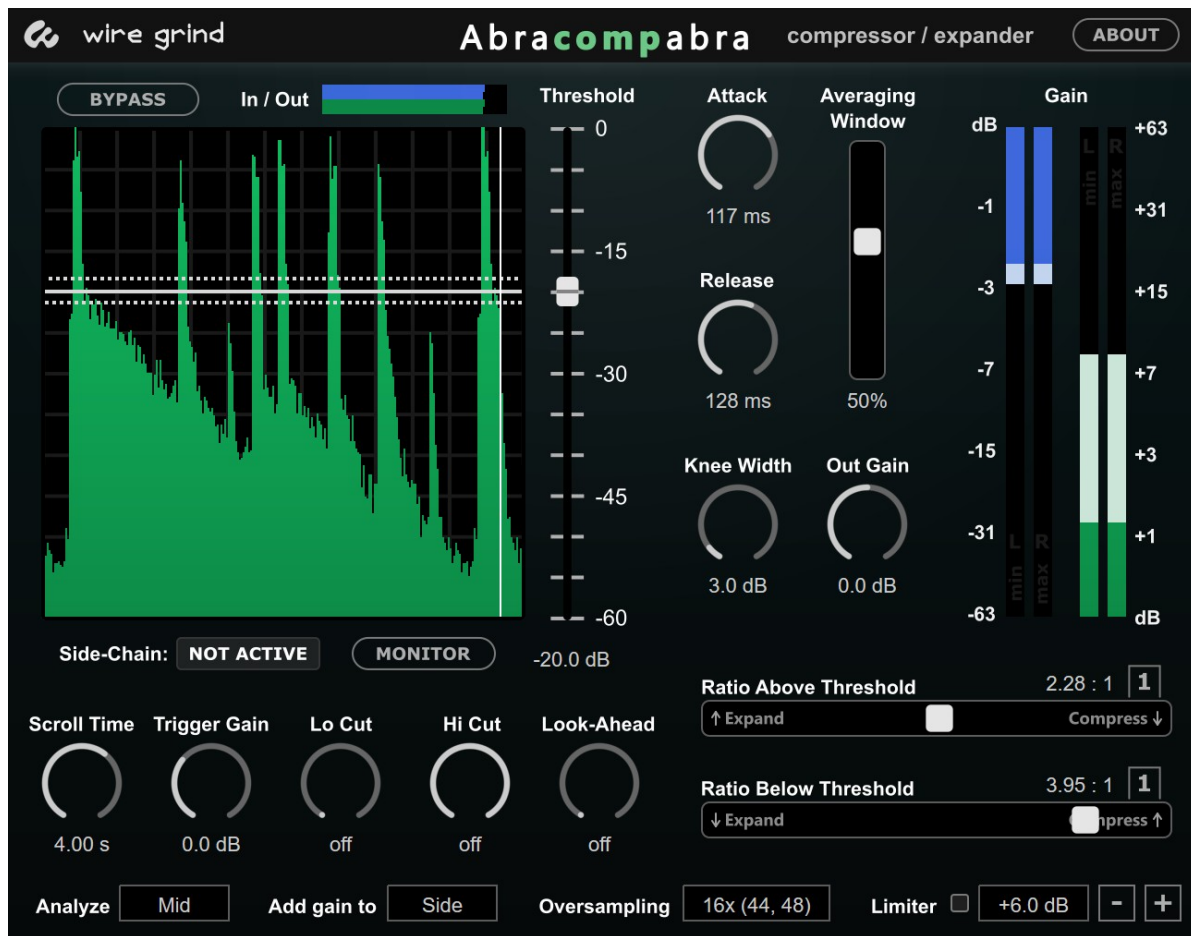 wire grind
Abracompabra
compressor / expander
ABOUT
BYPASS
In / Out
Threshold
0
-15
-30
-45
-60
-20.0 dB
Attack
117 ms
Averaging
Window
50%
Release
128 ms
Knee Width
3.0 dB
Out Gain
0.0 dB
Gain
dB
-1
-3
-7
-15
-31
-63
L R
min max
L R
min max
+63
+31
+15
+7
+3
+1
dB
Side-Chain: NOT ACTIVE
MONITOR
Scroll Time
4.00 s
Trigger Gain
0.0 dB
Lo Cut
off
Hi Cut
off
Look-Ahead
off
Ratio Above Threshold 2.28 : 1 1
↑ Expand Compress ↓
Ratio Below Threshold 3.95 : 1 1
↓ Expand mpress ↑
Analyze Mid
Add gain to Side
Oversampling 16x (44, 48)
Limiter +6.0 dB - +